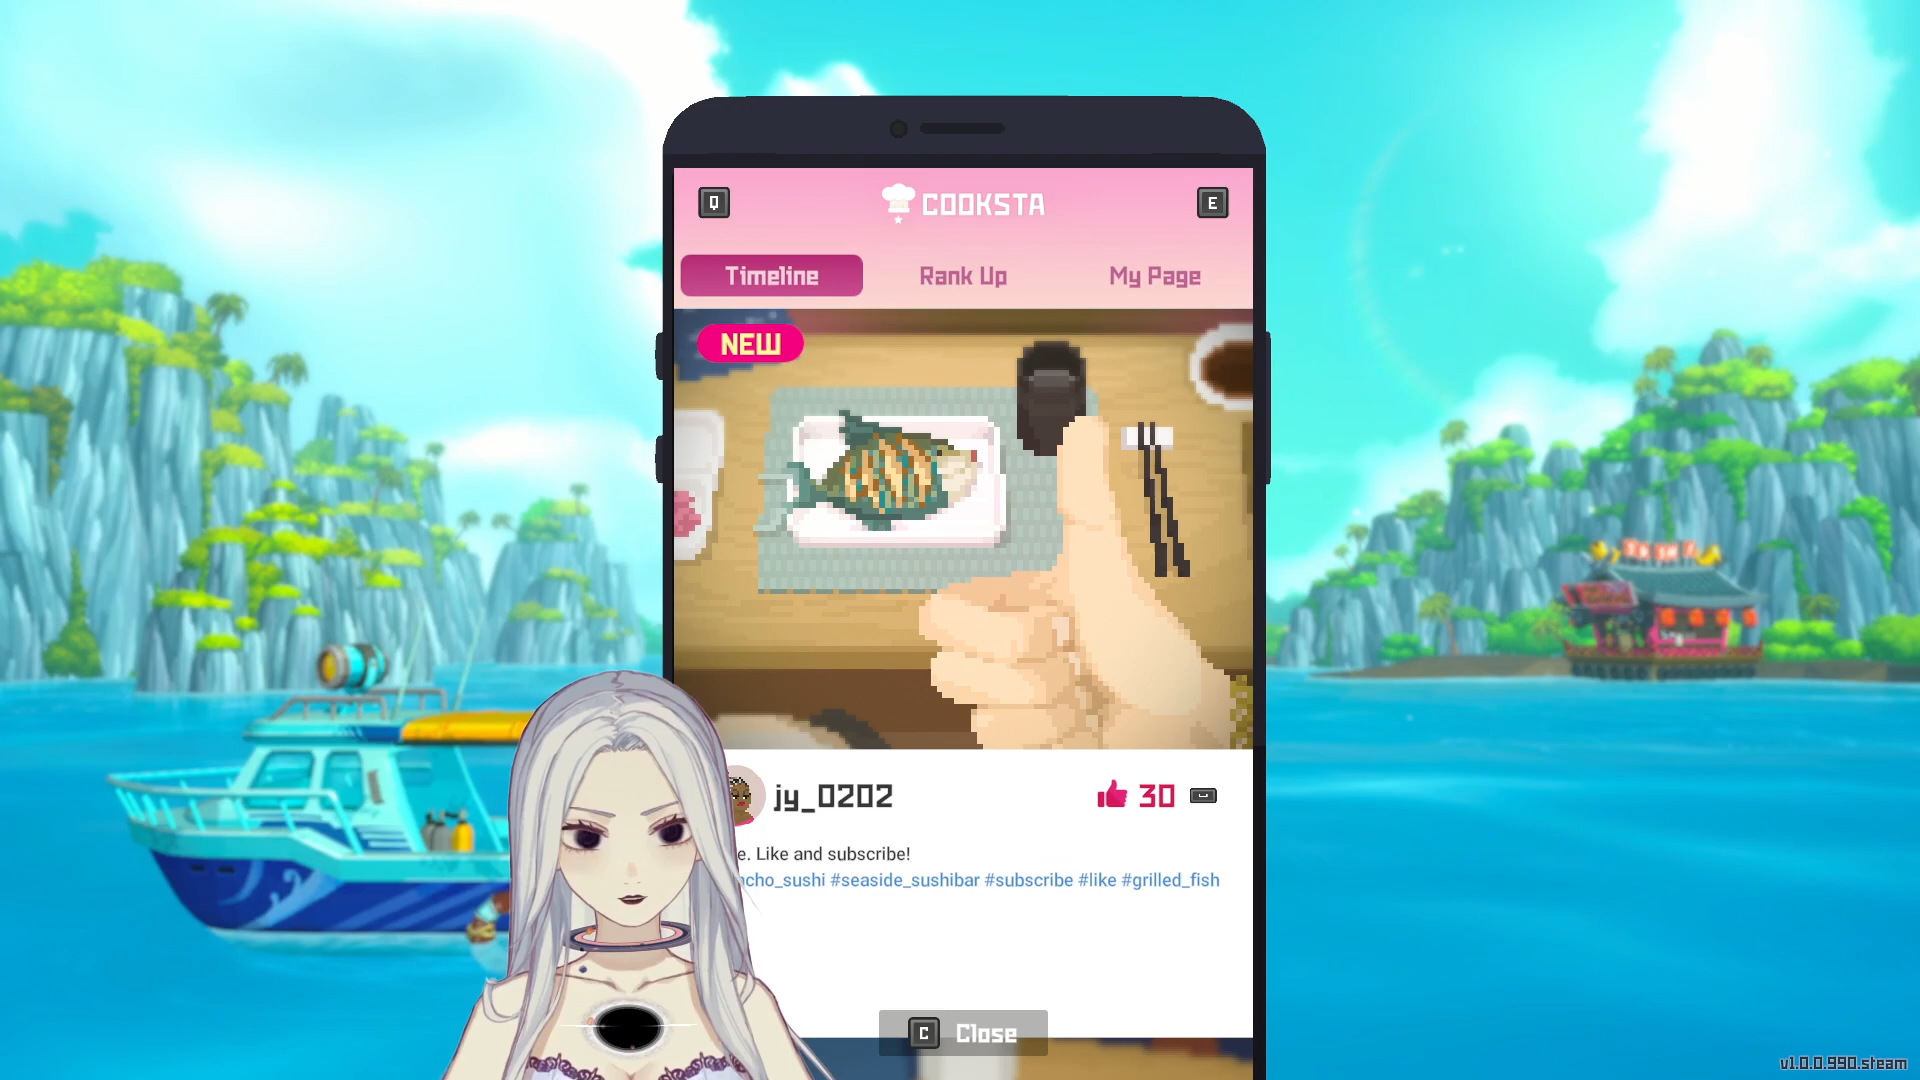 Q
COOKSTA
E
Timeline
Rank Up
My Page
NEW
jy_0202
30
e. Like and subscribe!
ncho_sushi #seaside_sushibar #subscribe #like #grilled_fish
C Close
v1.0.0.990.steam